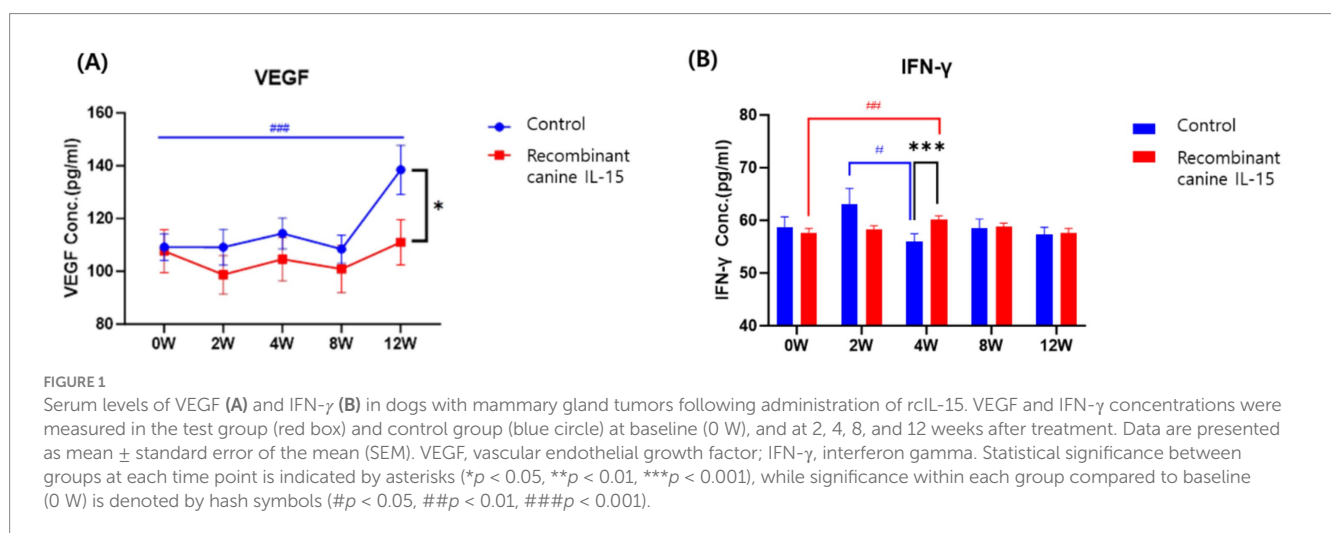 (A)
VEGF
VEGF Conc.(pg/ml)
160
140
120
100
80
###
*
0W 2W 4W 8W 12W
Control
Recombinant
canine IL-15
(B)
IFN-γ
IFN-γ Conc.(pg/ml)
80
70
60
50
40
##
#
***
0W 2W 4W 8W 12W
Control
Recombinant
canine IL-15
FIGURE 1
Serum levels of VEGF (A) and IFN-γ (B) in dogs with mammary gland tumors following administration of rcIL-15. VEGF and IFN-γ concentrations were
measured in the test group (red box) and control group (blue circle) at baseline (0 W), and at 2, 4, 8, and 12 weeks after treatment. Data are presented
as mean ± standard error of the mean (SEM). VEGF, vascular endothelial growth factor; IFN-γ, interferon gamma. Statistical significance between
groups at each time point is indicated by asterisks (*p < 0.05, **p < 0.01, ***p < 0.001), while significance within each group compared to baseline
(0 W) is denoted by hash symbols (#p < 0.05, ##p < 0.01, ###p < 0.001).